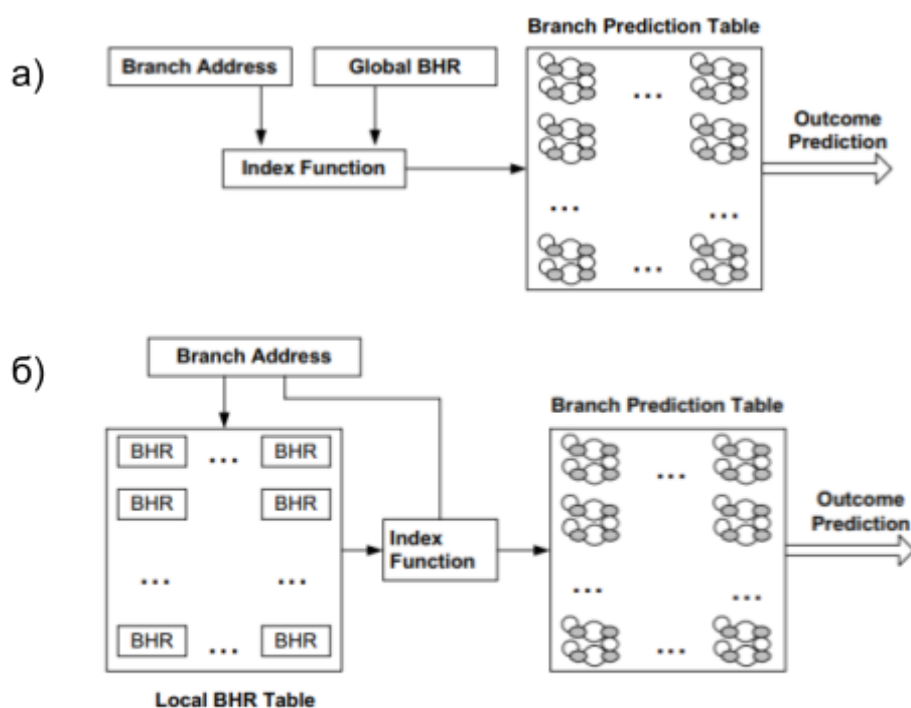 а)
Branch Prediction Table
Branch Address
Global BHR
...
Outcome
Prediction
Index Function
...
...
...
б)
Branch Address
Branch Prediction Table
BHR ... BHR
...
BHR BHR
Outcome
Prediction
Index
Function
... ...
... ...
BHR ... BHR
...
Local BHR Table